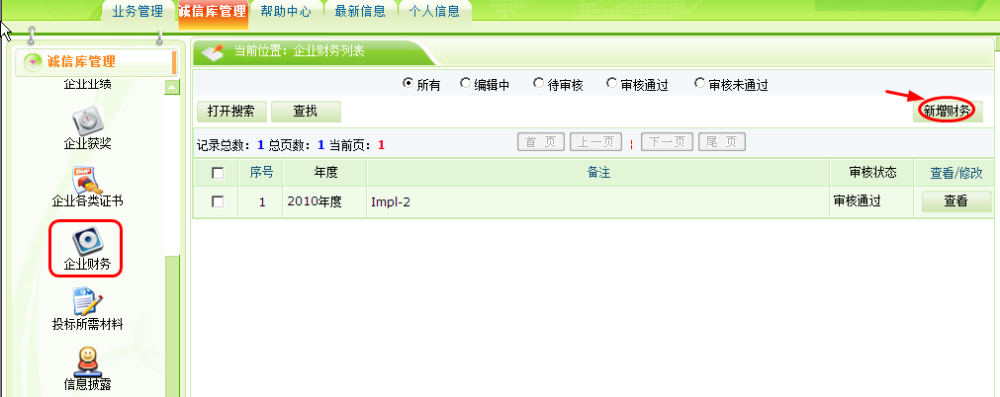 业务管理 诚信库管理 帮助中心 最新信息 个人信息
诚信库管理
企业业绩
企业获奖
企业各类证书
企业财务
投标所需材料
信息披露
当前位置：企业财务列表
所有 编辑中 待审核 审核通过 审核未通过
打开搜索 查找 新增财务
记录总数：1 总页数：1 当前页：1 首 页 上一页 下一页 尾 页
序号 年度 备注 审核状态 查看/修改
1 2010年度 Impl-2 审核通过 查看